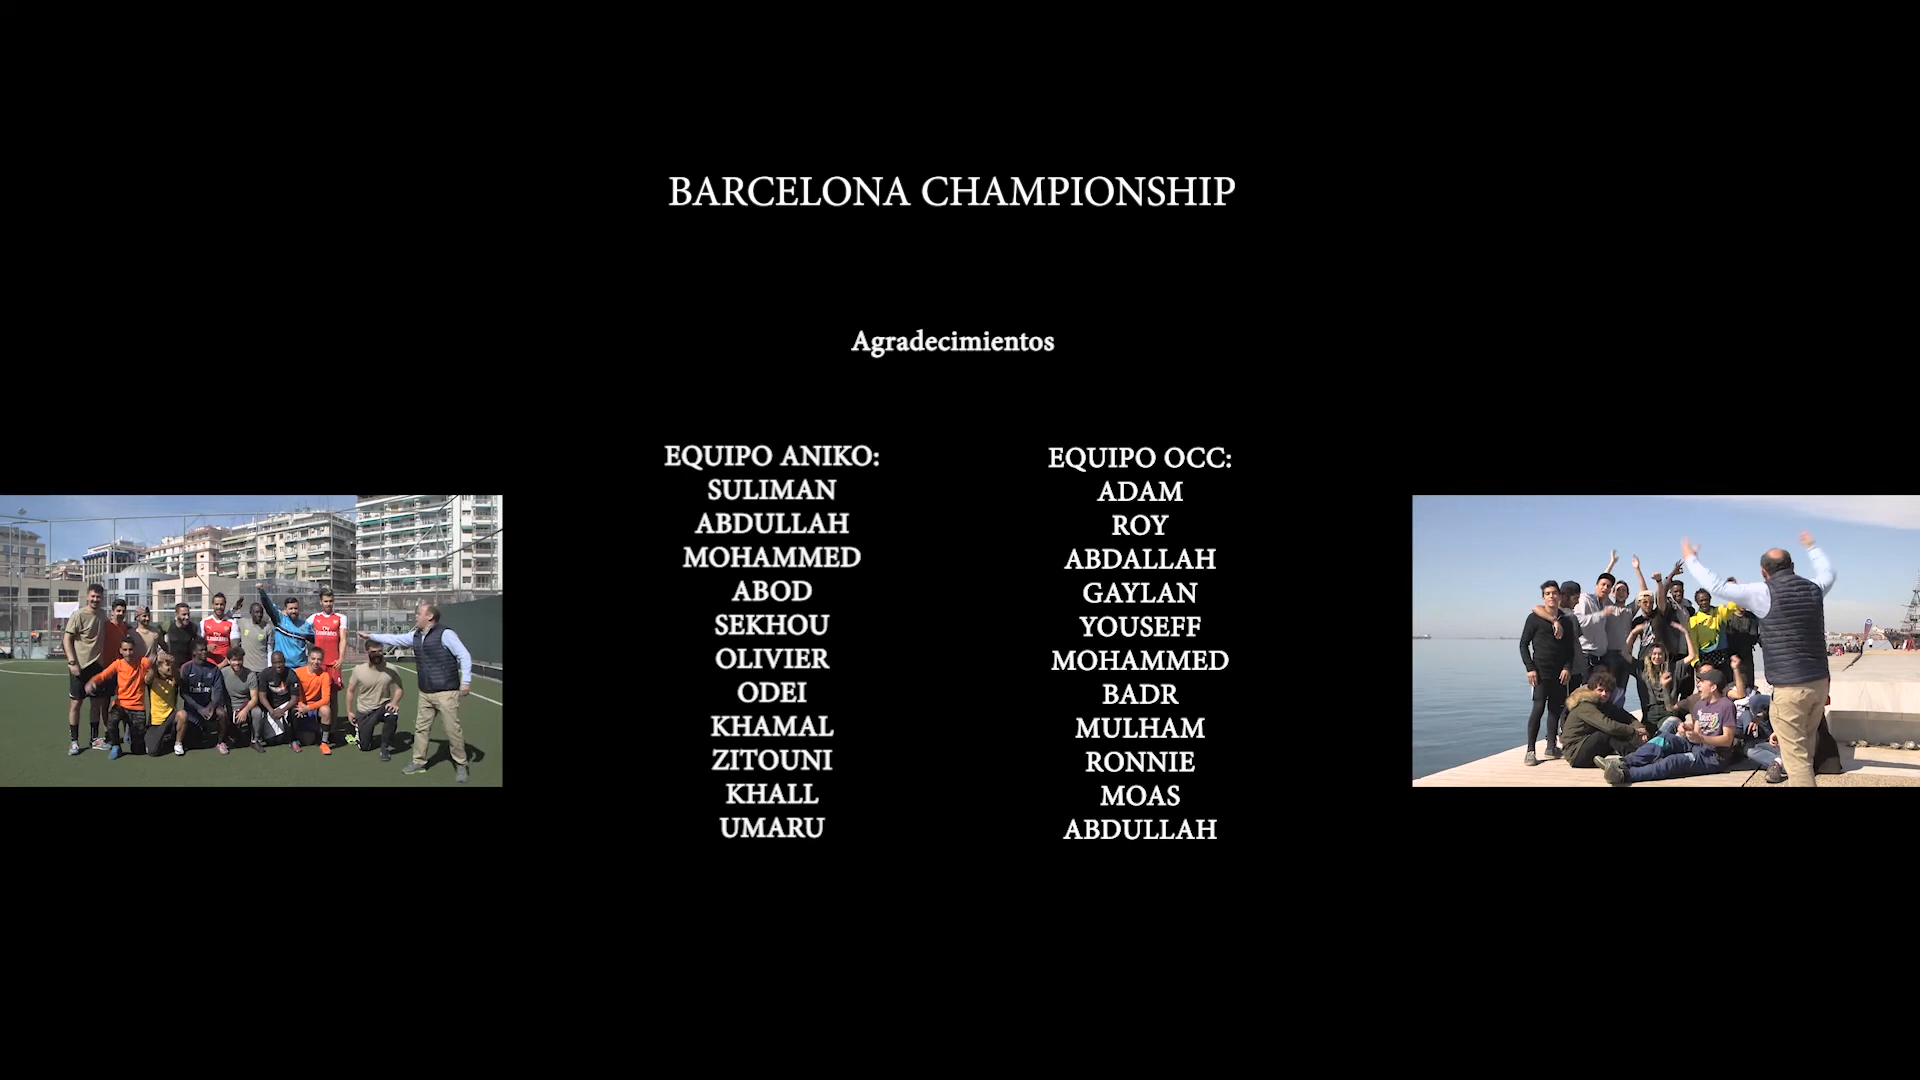 BARCELONA CHAMPIONSHIP
Agradecimientos
EQUIPO ANIKO:
SULIMAN
ABDULLAH
MOHAMMED
ABOD
SEKHOU
OLIVIER
ODEI
KHAMAL
ZITOUNI
KHALL
UMARU
EQUIPO OCC:
ADAM
ROY
ABDALLAH
GAYLAN
YOUSEFF
MOHAMMED
BADR
MULHAM
RONNIE
MOAS
ABDULLAH